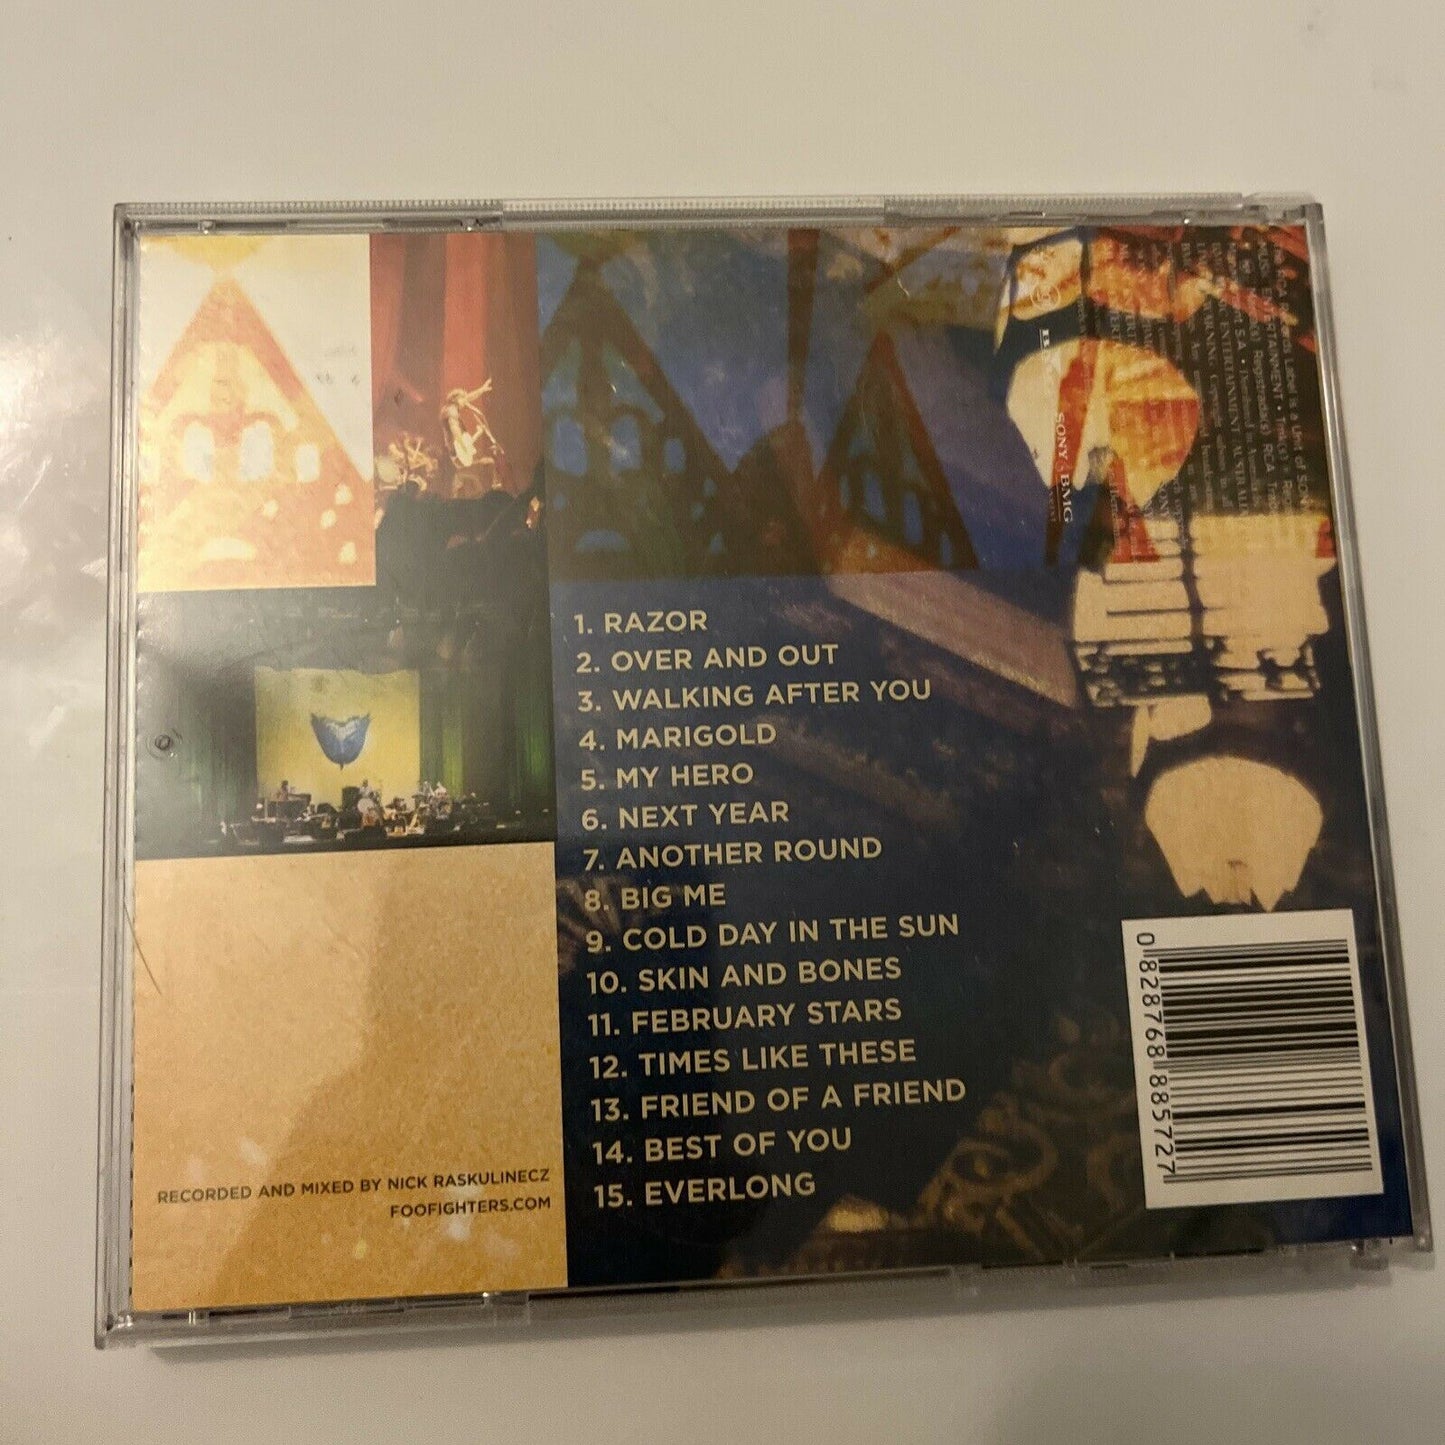 1. RAZOR
2. OVER AND OUT
3. WALKING AFTER YOU
4. MARIGOLD
5. MY HERO
6. NEXT YEAR
7. ANOTHER ROUND
8. BIG ME
9. COLD DAY IN THE SUN
10. SKIN AND BONES
11. FEBRUARY STARS
12. TIMES LIKE THESE
13. FRIEND OF A FRIEND
14. BEST OF YOU
15. EVERLONG
RECORDED AND MIXED BY NICK RASKULINECZ
FOOFIGHTERS.COM
SONY BMG
0 828768 885727